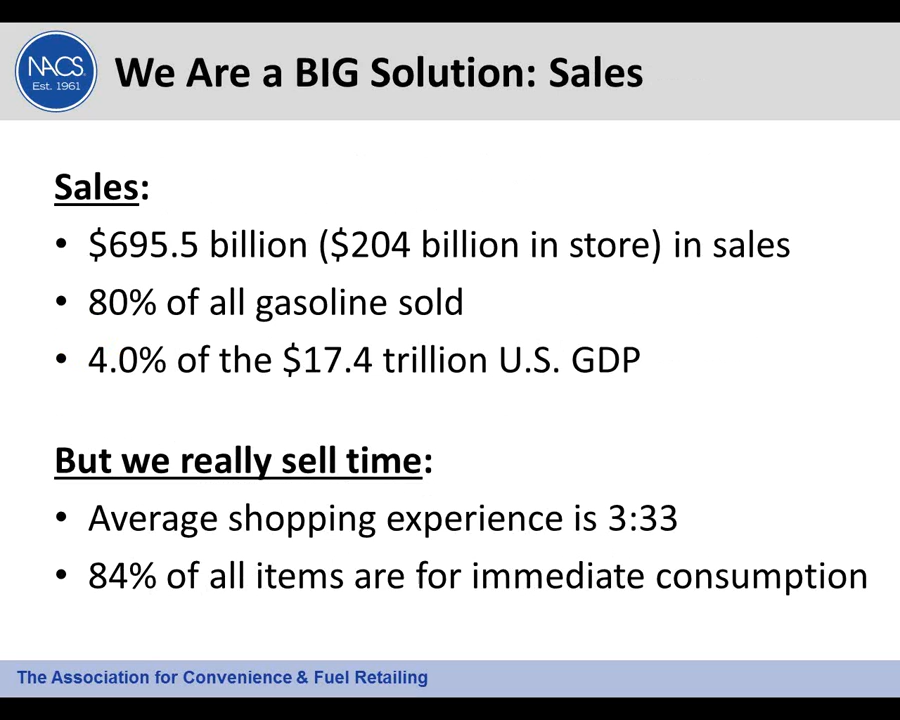 NACS
Est. 1961
We Are a BIG Solution: Sales
Sales:
• $695.5 billion ($204 billion in store) in sales
• 80% of all gasoline sold
• 4.0% of the $17.4 trillion U.S. GDP
But we really sell time:
• Average shopping experience is 3:33
• 84% of all items are for immediate consumption
The Association for Convenience & Fuel Retailing